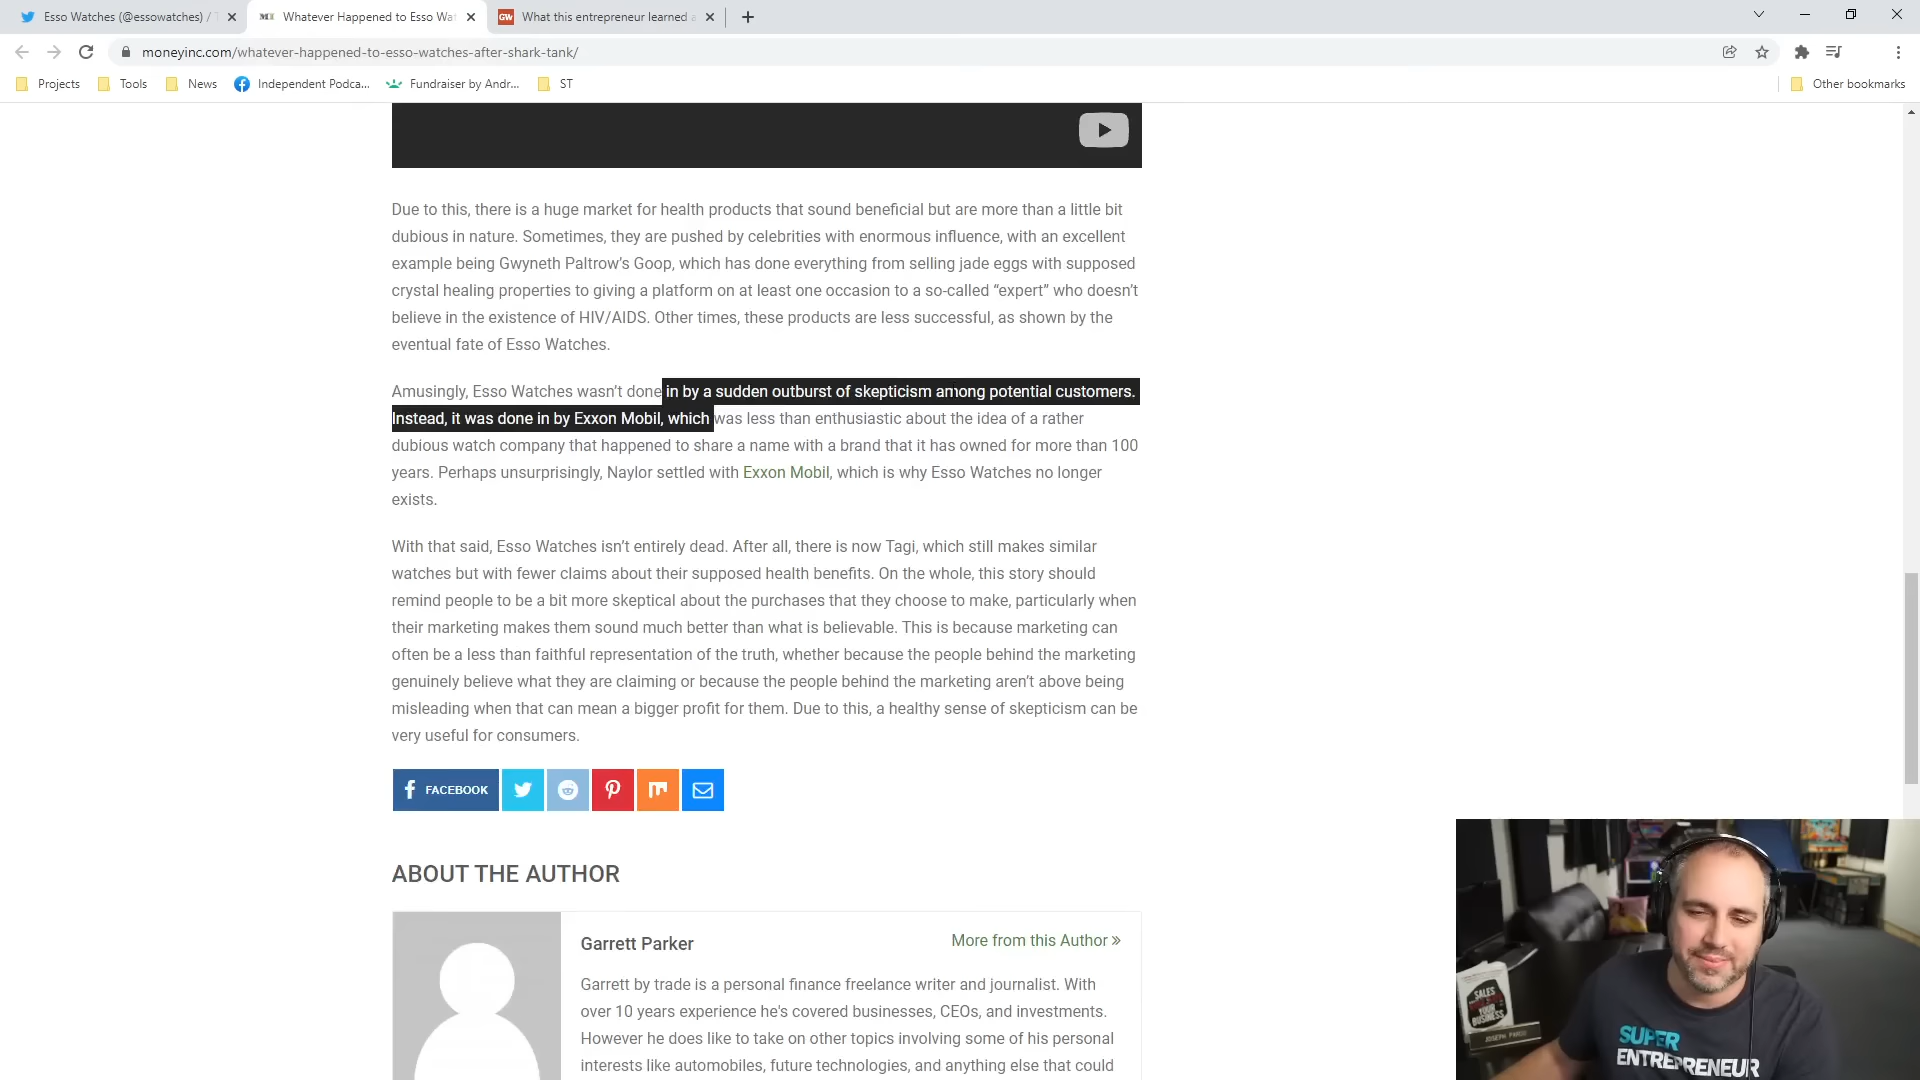 Esso Watches (@essowatches) /
Whatever Happened to Esso Wat
GW What this entrepreneur learned
moneyinc.com/whatever-happened-to-esso-watches-after-shark-tank/
Projects
Tools
News
Independent Podca...
Fundraiser by Andr...
ST
Other bookmarks
Due to this, there is a huge market for health products that sound beneficial but are more than a little bit
dubious in nature. Sometimes, they are pushed by celebrities with enormous influence, with an excellent
example being Gwyneth Paltrow’s Goop, which has done everything from selling jade eggs with supposed
crystal healing properties to giving a platform on at least one occasion to a so-called “expert” who doesn’t
believe in the existence of HIV/AIDS. Other times, these products are less successful, as shown by the
eventual fate of Esso Watches.
Amusingly, Esso Watches wasn’t done in by a sudden outburst of skepticism among potential customers.
Instead, it was done in by Exxon Mobil, which was less than enthusiastic about the idea of a rather
dubious watch company that happened to share a name with a brand that it has owned for more than 100
years. Perhaps unsurprisingly, Naylor settled with Exxon Mobil, which is why Esso Watches no longer
exists.
With that said, Esso Watches isn’t entirely dead. After all, there is now Tagi, which still makes similar
watches but with fewer claims about their supposed health benefits. On the whole, this story should
remind people to be a bit more skeptical about the purchases that they choose to make, particularly when
their marketing makes them sound much better than what is believable. This is because marketing can
often be a less than faithful representation of the truth, whether because the people behind the marketing
genuinely believe what they are claiming or because the people behind the marketing aren’t above being
misleading when that can mean a bigger profit for them. Due to this, a healthy sense of skepticism can be
very useful for consumers.
FACEBOOK
ABOUT THE AUTHOR
Garrett Parker
More from this Author »
Garrett by trade is a personal finance freelance writer and journalist. With
over 10 years experience he's covered businesses, CEOs, and investments.
However he does like to take on other topics involving some of his personal
interests like automobiles, future technologies, and anything else that could
SALES
YOUR
BUSINESS
SUPER
ENTREPRENEUR